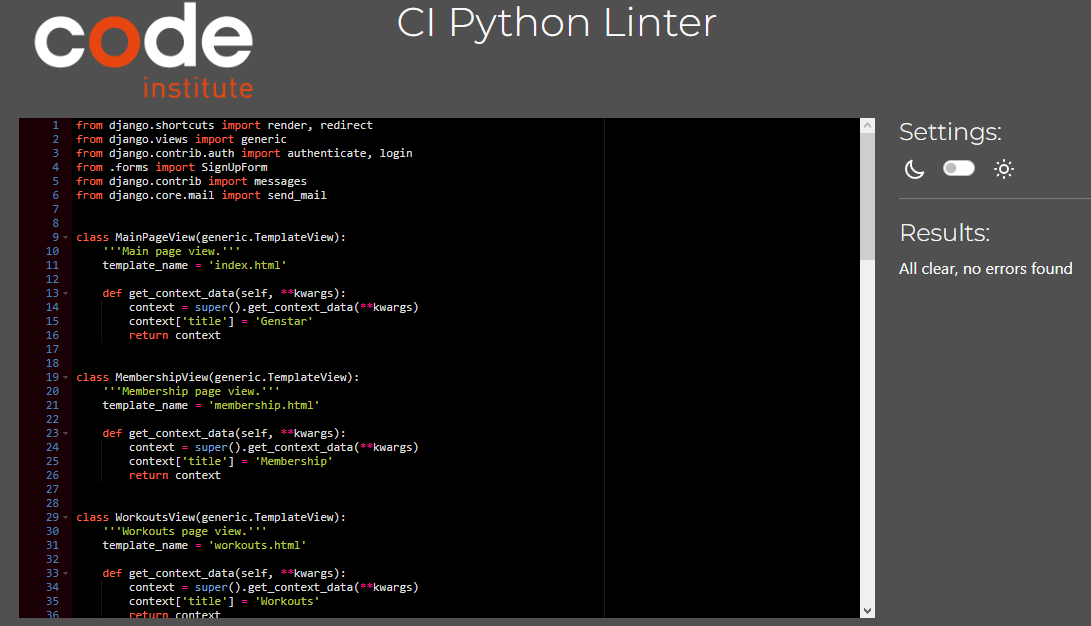 code
institute
CI Python Linter
1 from django.shortcuts import render, redirect
2 from django.views import generic
3 from django.contrib.auth import authenticate, login
4 from .forms import SignUpForm
5 from django.contrib import messages
6 from django.core.mail import send_mail
7
8
9 class MainPageView(generic.TemplateView):
10     '''Main page view.'''
11     template_name = 'index.html'
12
13     def get_context_data(self, **kwargs):
14         context = super().get_context_data(**kwargs)
15         context['title'] = 'Genstar'
16         return context
17
18
19 class MembershipView(generic.TemplateView):
20     '''Membership page view.'''
21     template_name = 'membership.html'
22
23     def get_context_data(self, **kwargs):
24         context = super().get_context_data(**kwargs)
25         context['title'] = 'Membership'
26         return context
27
28
29 class WorkoutsView(generic.TemplateView):
30     '''Workouts page view.'''
31     template_name = 'workouts.html'
32
33     def get_context_data(self, **kwargs):
34         context = super().get_context_data(**kwargs)
35         context['title'] = 'Workouts'
36         return context
Settings:
Results:
All clear, no errors found